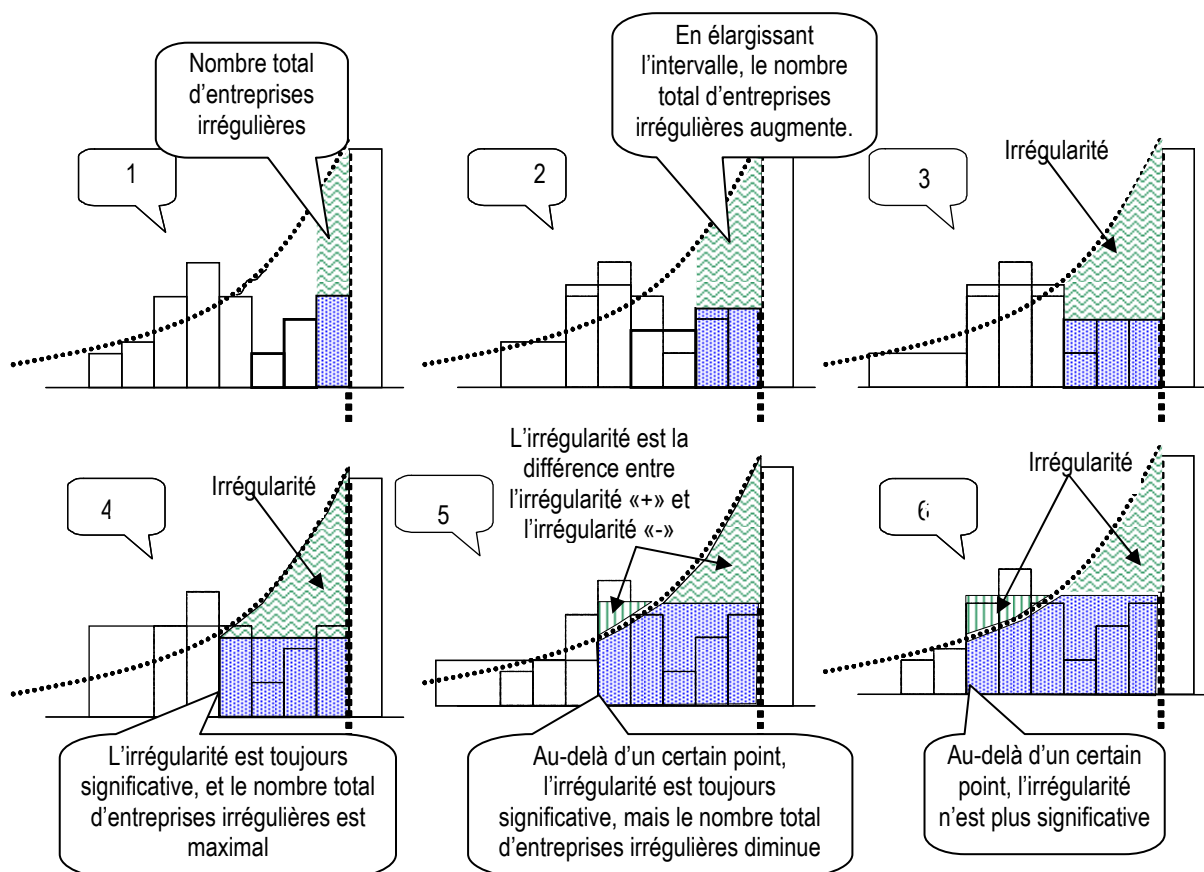 Nombre total
d’entreprises
irrégulières
En élargissant
l’intervalle, le nombre
total d’entreprises
irrégulières augmente.
1
2
Irrégularité
3
4
Irrégularité
5
L’irrégularité est la
différence entre
l’irrégularité «+» et
l’irrégularité «-»
6
Irrégularité
L’irrégularité est toujours
significative, et le nombre total
d’entreprises irrégulières est
maximal
Au-delà d’un certain point,
l’irrégularité est toujours
significative, mais le nombre total
d’entreprises irrégulières diminue
Au-delà d’un certain
point, l’irrégularité
n’est plus significative